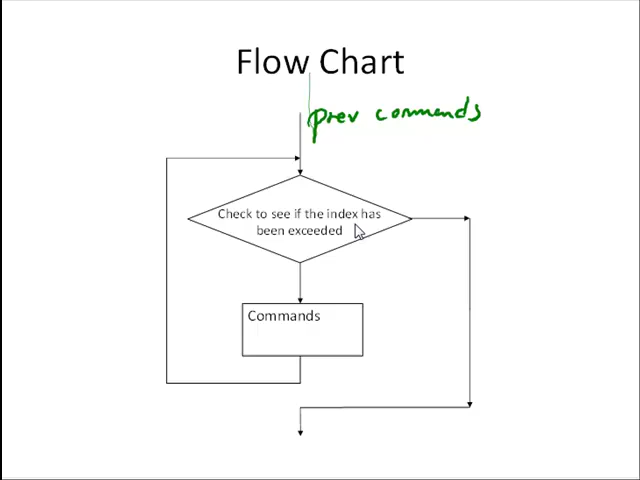 Flow Chart
prev commands
Check to see if the index has
been exceeded
Commands